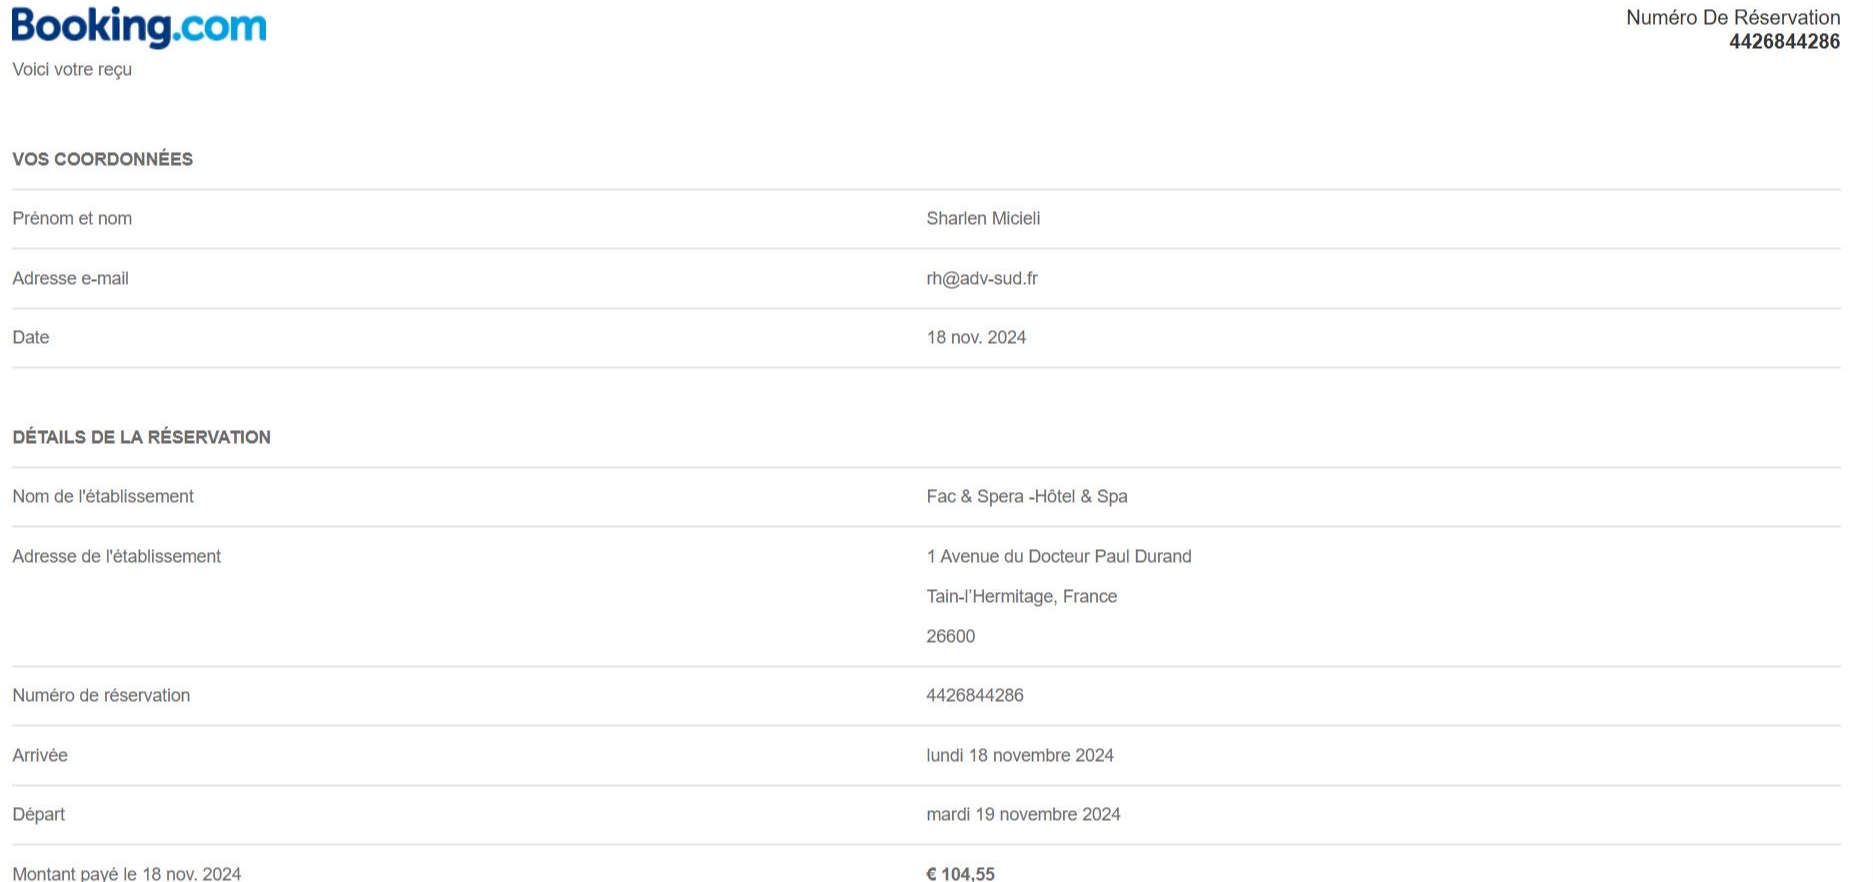 Booking.com
Numéro De Réservation
4426844286
Voici votre reçu
VOS COORDONNÉES
Prénom et nom Sharlen Micieli
Adresse e-mail rh@adv-sud.fr
Date 18 nov. 2024
DÉTAILS DE LA RÉSERVATION
Nom de l'établissement Fac & Spera -Hôtel & Spa
Adresse de l'établissement 1 Avenue du Docteur Paul Durand
Tain-l'Hermitage, France
26600
Numéro de réservation 4426844286
Arrivée lundi 18 novembre 2024
Départ mardi 19 novembre 2024
Montant payé le 18 nov. 2024 € 104,55